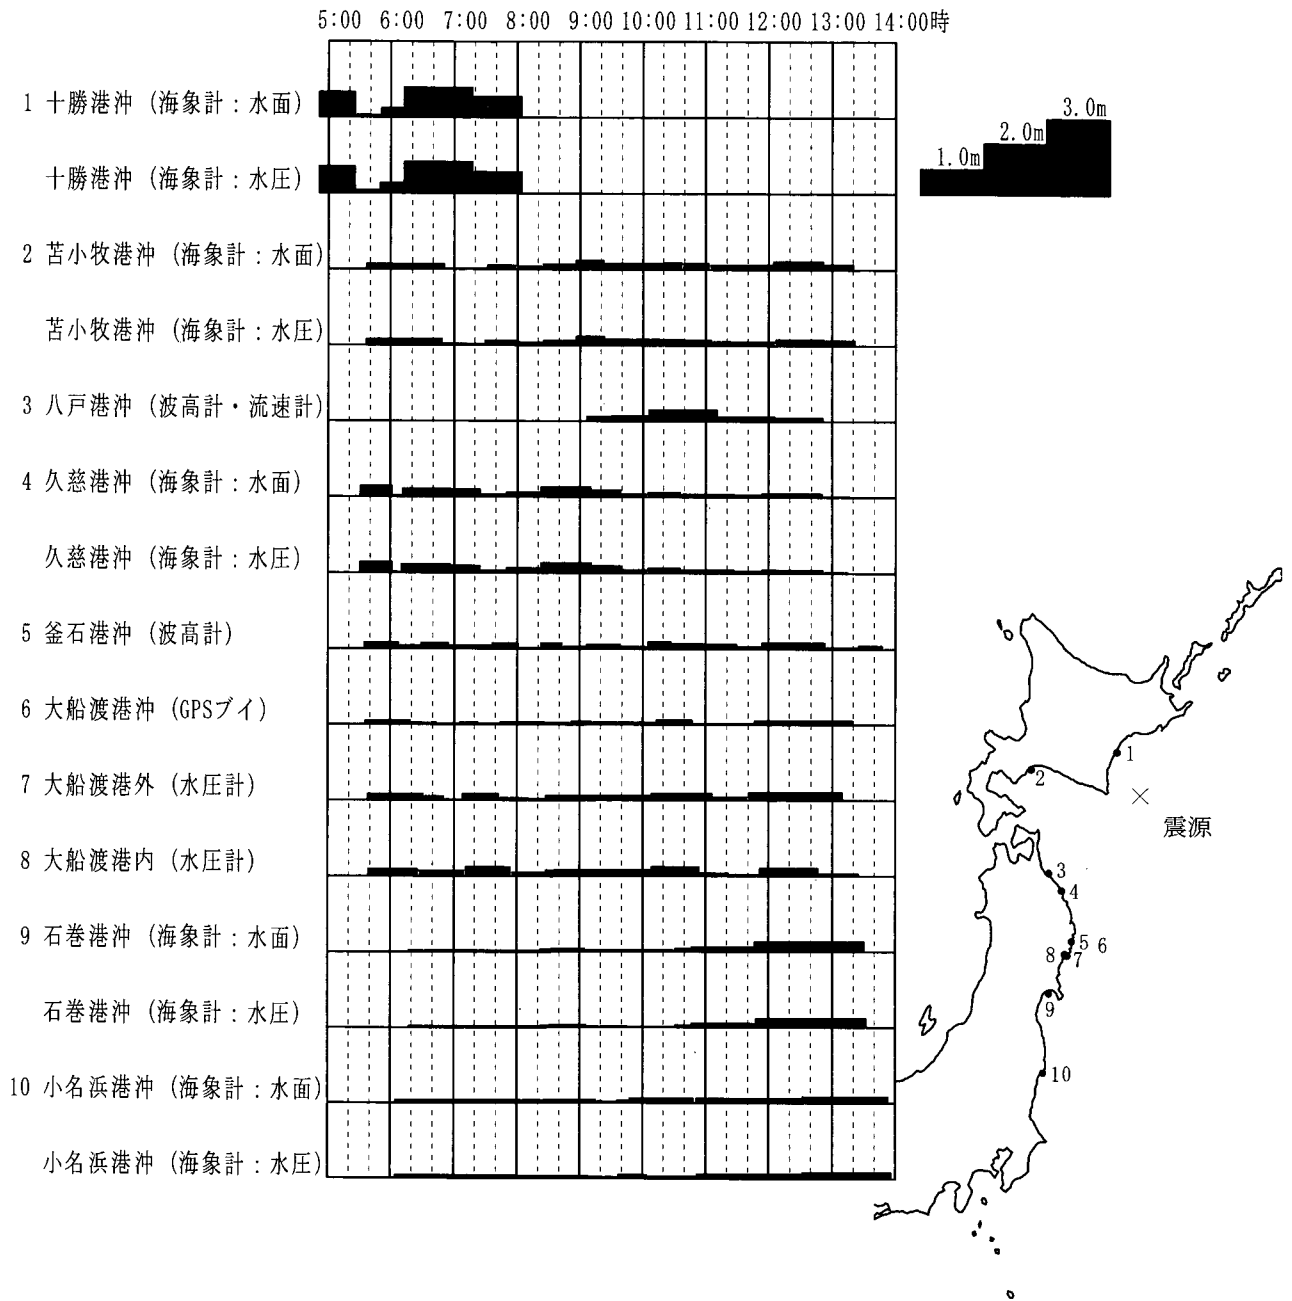 5:00 6:00 7:00 8:00 9:00 10:00 11:00 12:00 13:00 14:00時
1 十勝港沖 (海象計：水面)
十勝港沖 (海象計：水圧)
2 苫小牧港沖 (海象計：水面)
苫小牧港沖 (海象計：水圧)
3 八戸港沖 (波高計・流速計)
4 久慈港沖 (海象計：水面)
久慈港沖 (海象計：水圧)
5 釜石港沖 (波高計)
6 大船渡港沖 (GPSブイ)
7 大船渡港外 (水圧計)
8 大船渡港内 (水圧計)
9 石巻港沖 (海象計：水面)
石巻港沖 (海象計：水圧)
10 小名浜港沖 (海象計：水面)
小名浜港沖 (海象計：水圧)
3.0m
2.0m
1.0m
1
2
震源
3
4
5 6
8 7
9
10